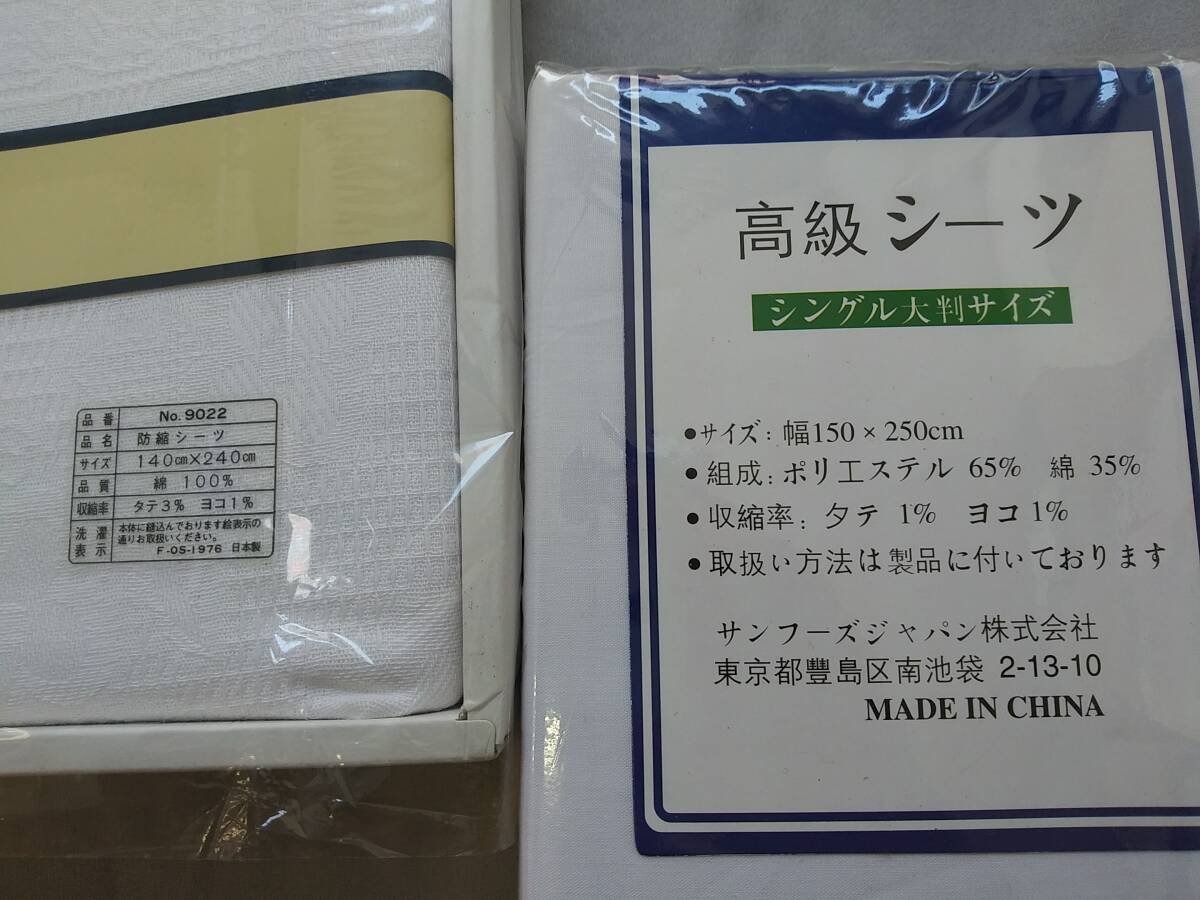 品番 No.9022
品名 防縮シーツ
サイズ 140cm×240cm
品質 綿 100%
収縮率 タテ3% ヨコ1%
洗濯表示 本体に縫込んであります絵表示の
通りお取扱いください。
F-OS-1976 日本製
高級シーツ
シングル大判サイズ
●サイズ: 幅150×250cm
●組成: ポリエステル 65% 綿 35%
●収縮率: タテ 1% ヨコ1%
●取扱い方法は製品に付いております
サンフーズジャパン株式会社
東京都豐島区南池袋 2-13-10
MADE IN CHINA